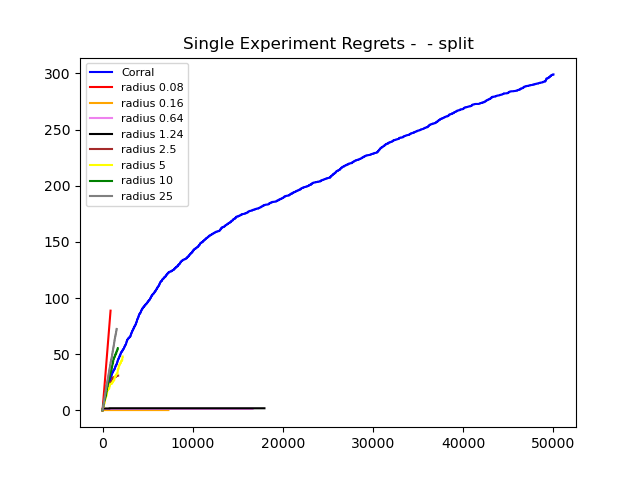 Single Experiment Regrets -  - split
300
250
200
150
100
50
0
Corral
radius 0.08
radius 0.16
radius 0.64
radius 1.24
radius 2.5
radius 5
radius 10
radius 25
0 10000 20000 30000 40000 50000